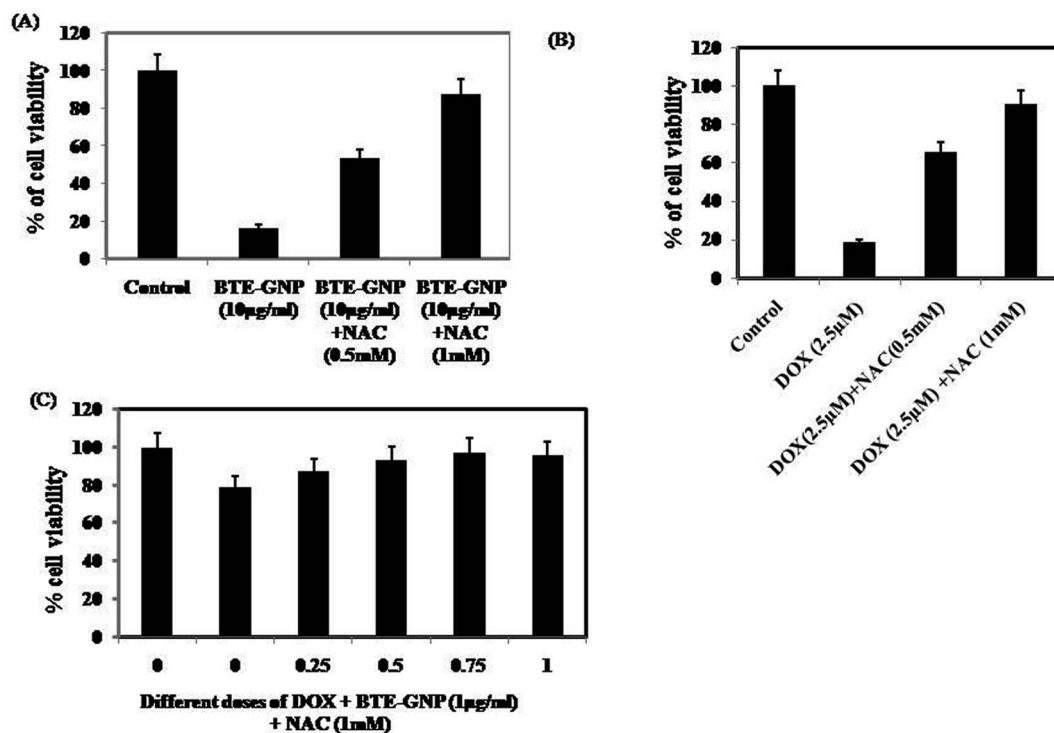 (A)
120
100
80
60
40
20
0
% of cell viability
Control
BTE-GNP
(10µg/ml)
BTE-GNP
(10µg/ml)
+NAC
(0.5mM)
BTE-GNP
(10µg/ml)
+NAC
(1mM)
(B)
120
100
80
60
40
20
0
% of cell viability
Control
DOX (2.5µM)
DOX(2.5µM)+NAC(0.5mM)
DOX (2.5µM) +NAC (1mM)
(C)
120
100
80
60
40
20
0
% cell viability
0 0 0.25 0.5 0.75 1
Different doses of DOX + BTE-GNP (1µg/ml)
+ NAC (1mM)